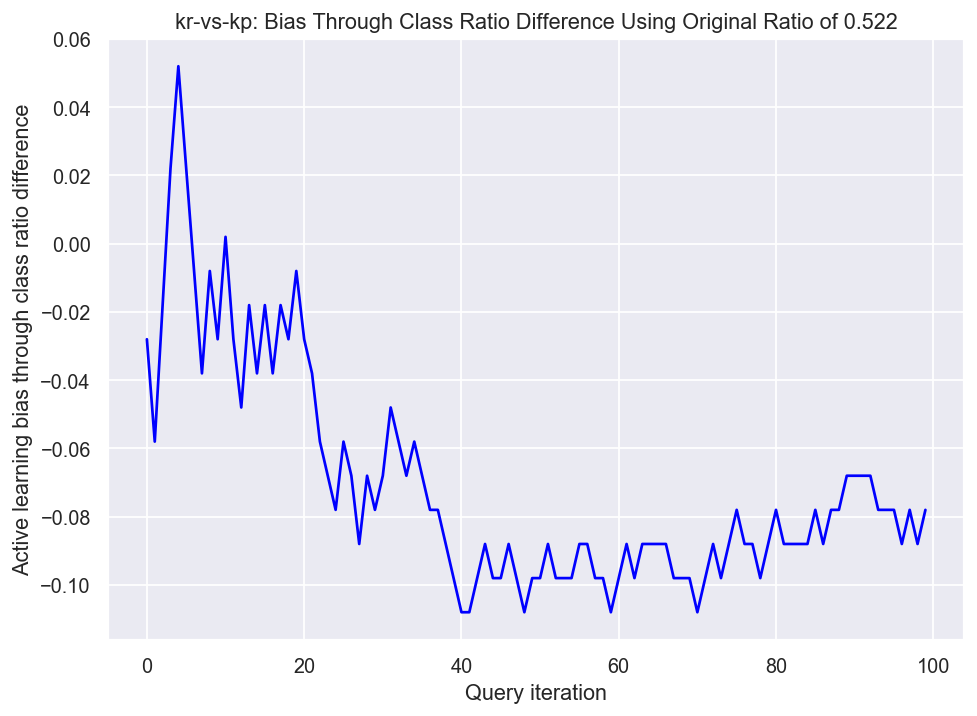 kr-vs-kp: Bias Through Class Ratio Difference Using Original Ratio of 0.522
Active learning bias through class ratio difference
0.06
0.04
0.02
0.00
−0.02
−0.04
−0.06
−0.08
−0.10
0 20 40 60 80 100
Query iteration